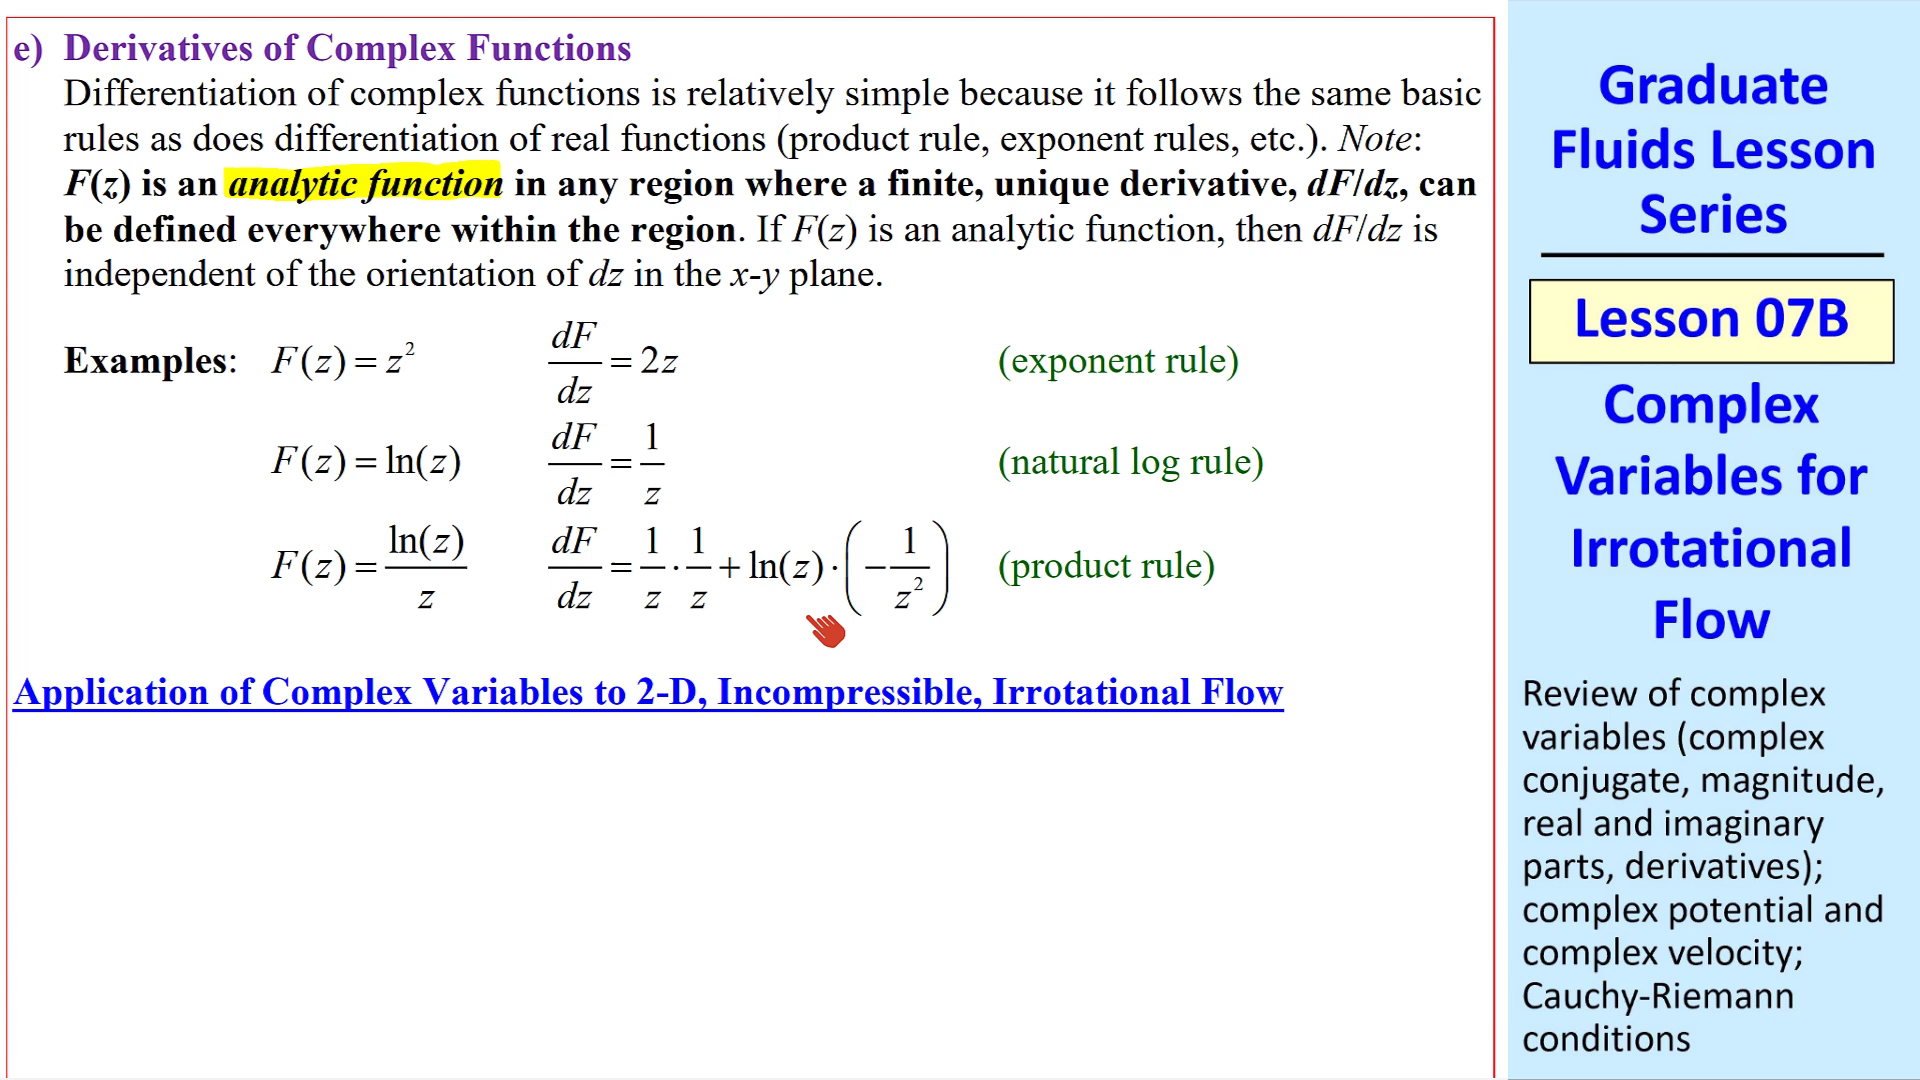 e) Derivatives of Complex Functions
Differentiation of complex functions is relatively simple because it follows the same basic
rules as does differentiation of real functions (product rule, exponent rules, etc.). Note:
F(z) is an analytic function in any region where a finite, unique derivative, dF/dz, can
be defined everywhere within the region. If F(z) is an analytic function, then dF/dz is
independent of the orientation of dz in the x-y plane.
Examples: F(z) = z² dF/dz = 2z (exponent rule)
F(z) = ln(z) dF/dz = 1/z (natural log rule)
F(z) = ln(z)/z dF/dz = 1/z · 1/z + ln(z) · (−1/z²) (product rule)
Application of Complex Variables to 2-D, Incompressible, Irrotational Flow
Graduate
Fluids Lesson
Series
Lesson 07B
Complex
Variables for
Irrotational
Flow
Review of complex
variables (complex
conjugate, magnitude,
real and imaginary
parts, derivatives);
complex potential and
complex velocity;
Cauchy-Riemann
conditions